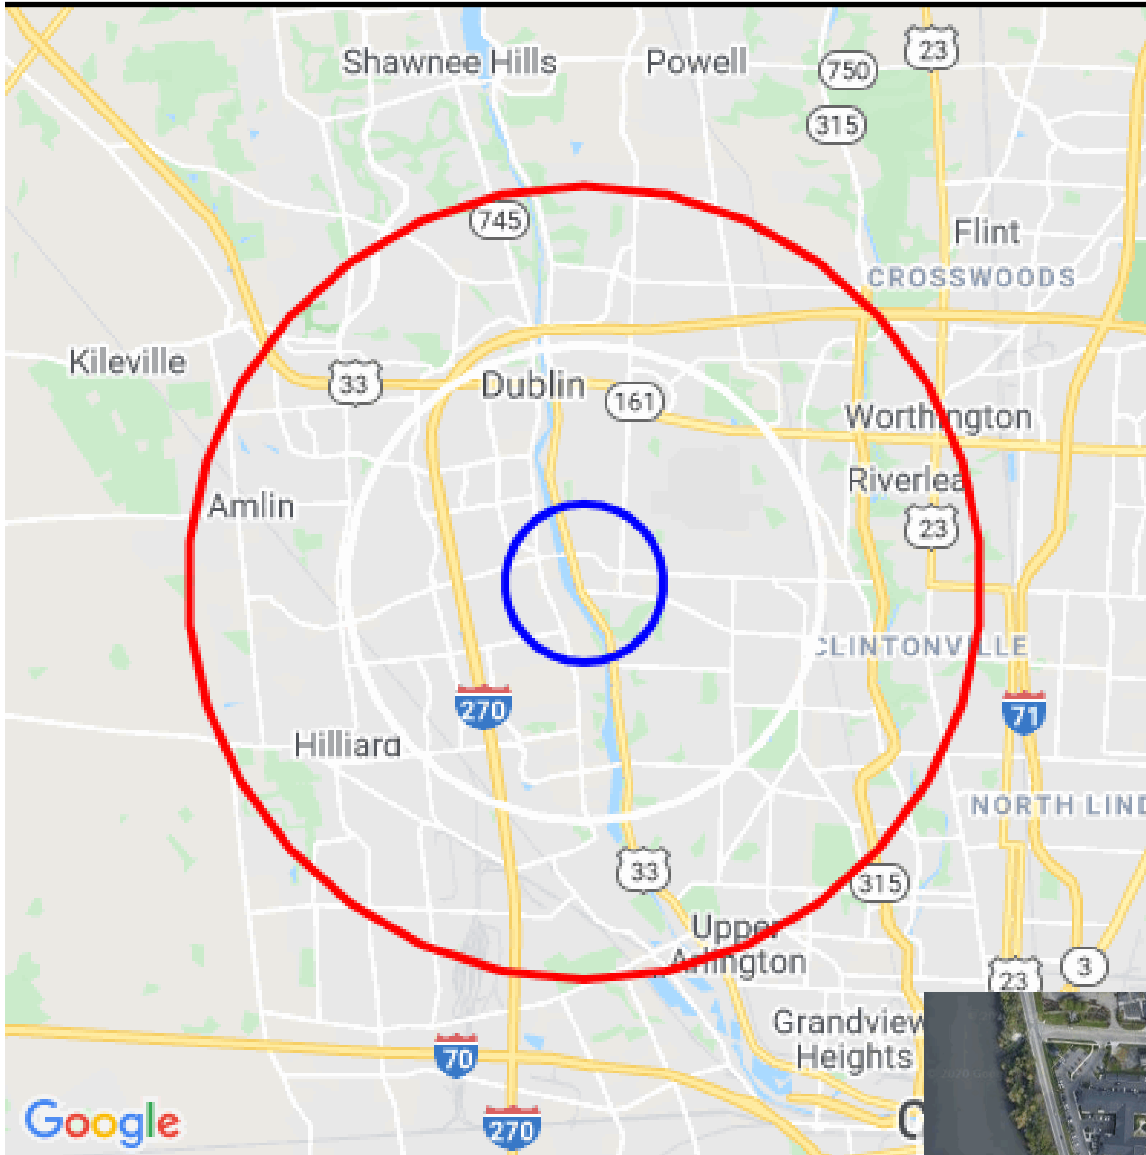 Shawnee Hills
Powell
23
750
315
745
Flint
CROSSWOODS
Kileville
33
Dublin
161
Worthington
Riverlea
Amlin
23
CLINTONVILLE
270
71
Hilliard
NORTH LIND
33
315
Upper
Arlington
23
3
Grandview
Heights
70
Google
270
C